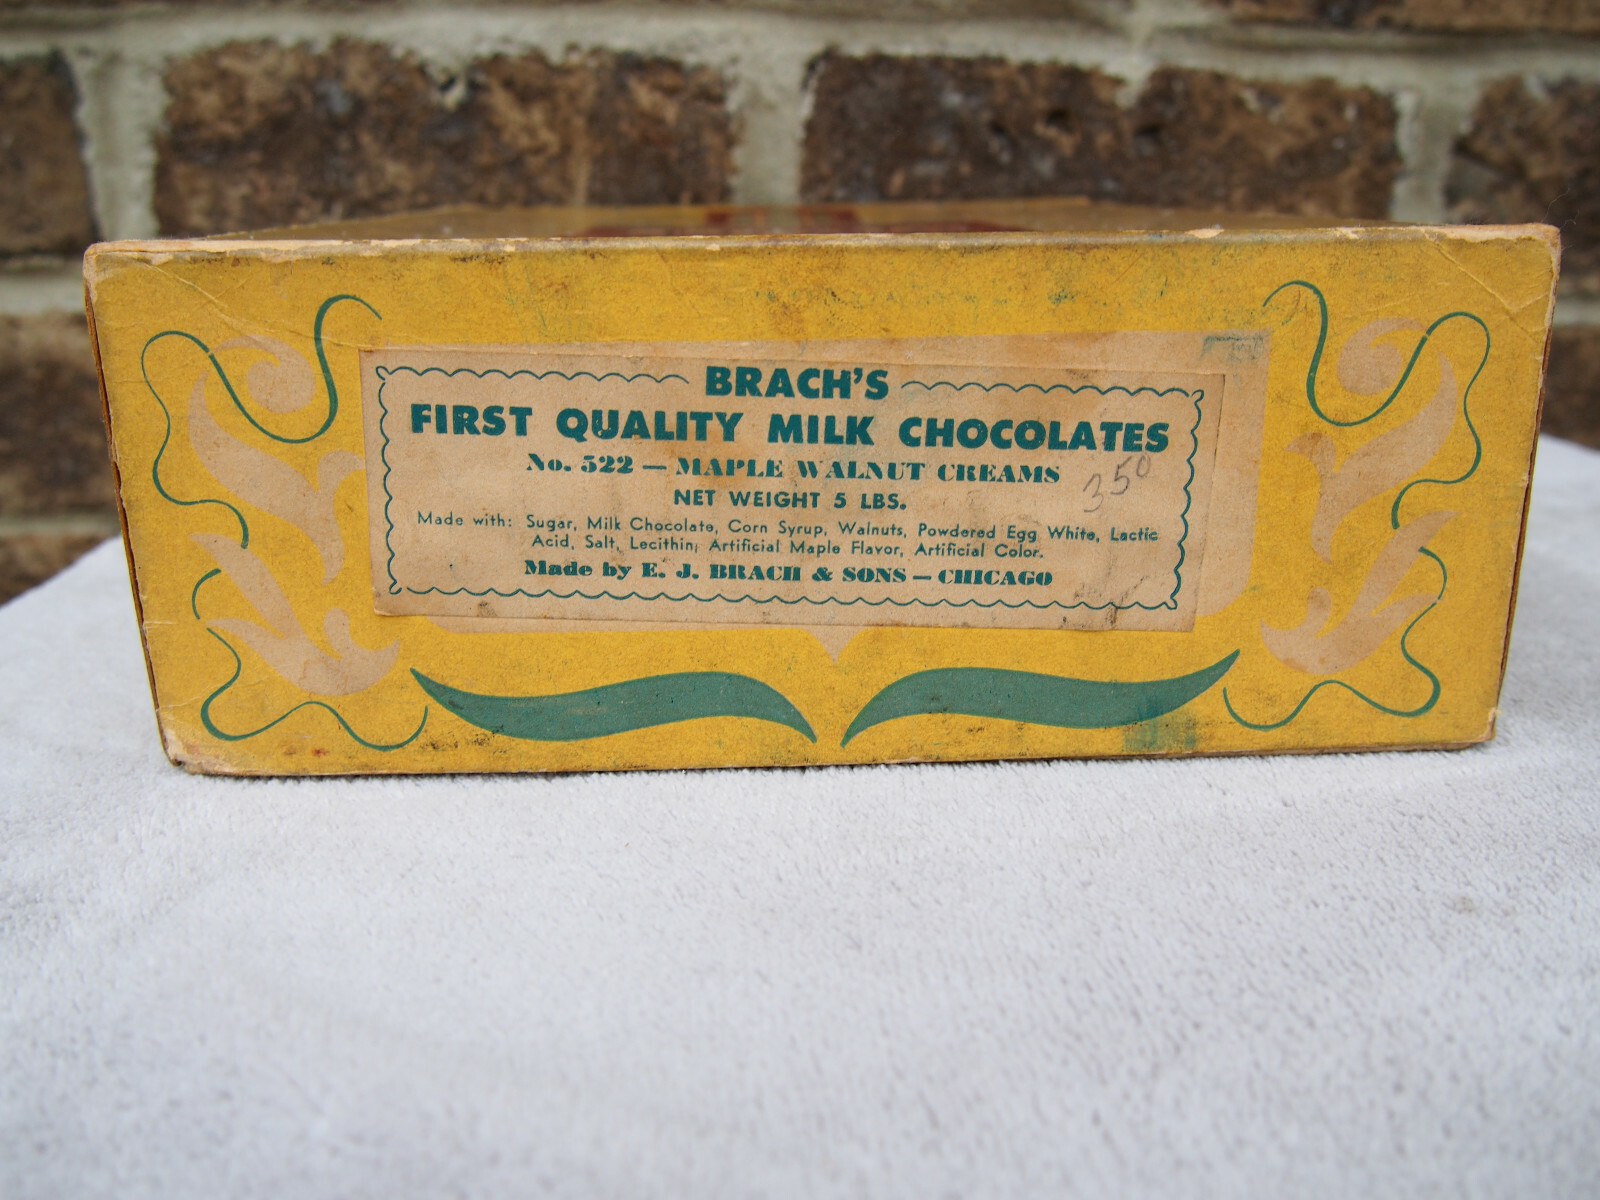 BRACH'S
FIRST QUALITY MILK CHOCOLATES
No. 522 — MAPLE WALNUT CREAMS
350
NET WEIGHT 5 LBS.
Made with: Sugar, Milk Chocolate, Corn Syrup, Walnuts, Powdered Egg White, Lactic
Acid, Salt, Lecithin, Artificial Maple Flavor, Artificial Color.
Made by E. J. BRACH & SONS — CHICAGO